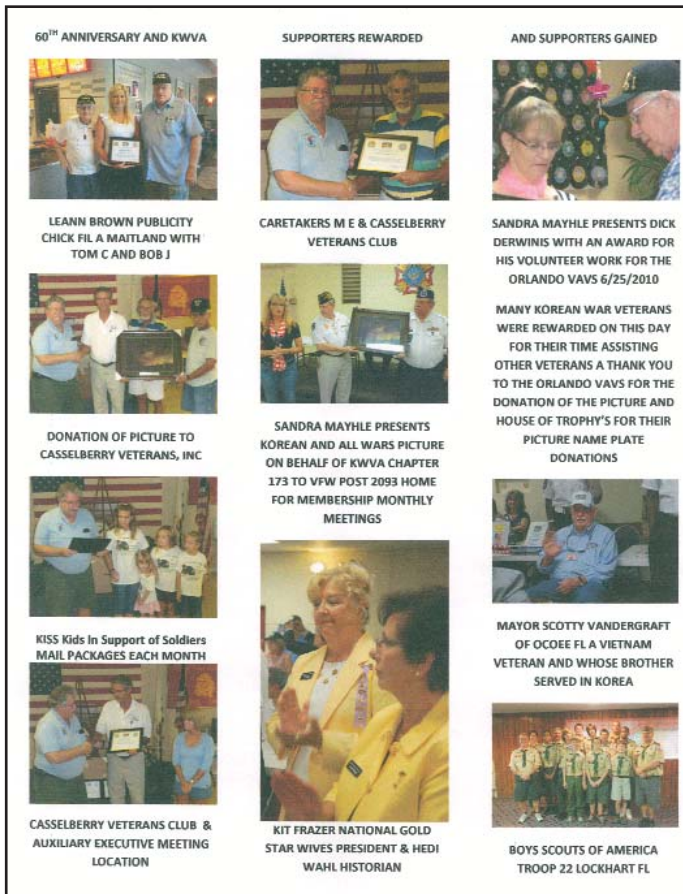 60TH ANNIVERSARY AND KWVA
LEANN BROWN PUBLICITY
CHICK FIL A MAITLAND WITH
TOM C AND BOB J
DONATION OF PICTURE TO
CASSELBERRY VETERANS, INC
KISS Kids In Support of Soldiers
MAIL PACKAGES EACH MONTH
CASSELBERRY VETERANS CLUB &
AUXILIARY EXECUTIVE MEETING
LOCATION
SUPPORTERS REWARDED
CARETAKERS M E & CASSELBERRY
VETERANS CLUB
SANDRA MAYHLE PRESENTS
KOREAN AND ALL WARS PICTURE
ON BEHALF OF KWVA CHAPTER
173 TO VFW POST 2093 HOME
FOR MEMBERSHIP MONTHLY
MEETINGS
KIT FRAZER NATIONAL GOLD
STAR WIVES PRESIDENT & HEDI
WAHL HISTORIAN
AND SUPPORTERS GAINED
SANDRA MAYHLE PRESENTS DICK
DERWINIS WITH AN AWARD FOR
HIS VOLUNTEER WORK FOR THE
ORLANDO VAVS 6/25/2010
MANY KOREAN WAR VETERANS
WERE REWARDED ON THIS DAY
FOR THEIR TIME ASSISTING
OTHER VETERANS A THANK YOU
TO THE ORLANDO VAVS FOR THE
DONATION OF THE PICTURE AND
HOUSE OF TROPHY'S FOR THEIR
PICTURE NAME PLATE
DONATIONS
MAYOR SCOTTY VANDERGRAFT
OF OCOEE FL A VIETNAM
VETERAN AND WHOSE BROTHER
SERVED IN KOREA
BOYS SCOUTS OF AMERICA
TROOP 22 LOCKHART FL